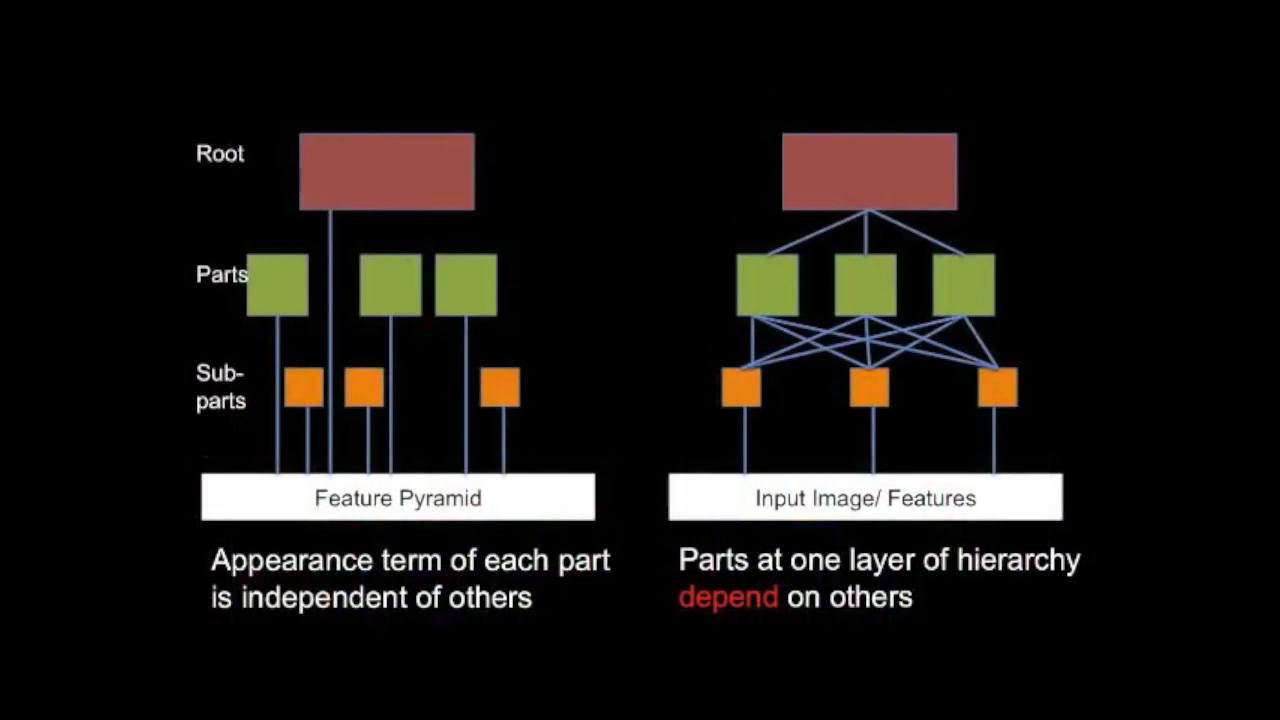 Root
Parts
Sub-
parts
Feature Pyramid
Input Image/ Features
Appearance term of each part
is independent of others
Parts at one layer of hierarchy
depend on others